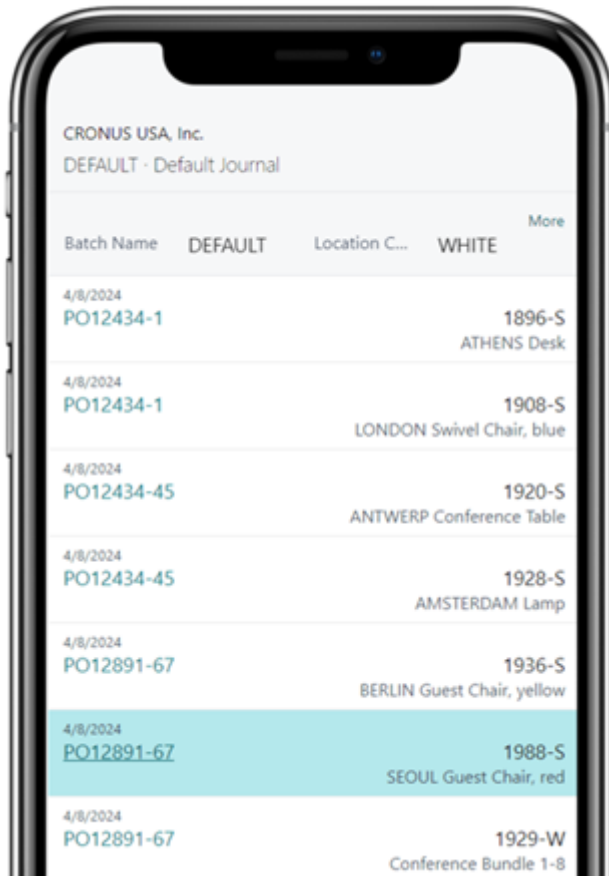 CRONUS USA, Inc.
DEFAULT · Default Journal
More
Batch Name DEFAULT Location C... WHITE
4/8/2024
PO12434-1 1896-S
ATHENS Desk
4/8/2024
PO12434-1 1908-S
LONDON Swivel Chair, blue
4/8/2024
PO12434-45 1920-S
ANTWERP Conference Table
4/8/2024
PO12434-45 1928-S
AMSTERDAM Lamp
4/8/2024
PO12891-67 1936-S
BERLIN Guest Chair, yellow
4/8/2024
PO12891-67 1988-S
SEOUL Guest Chair, red
4/8/2024
PO12891-67 1929-W
Conference Bundle 1-8